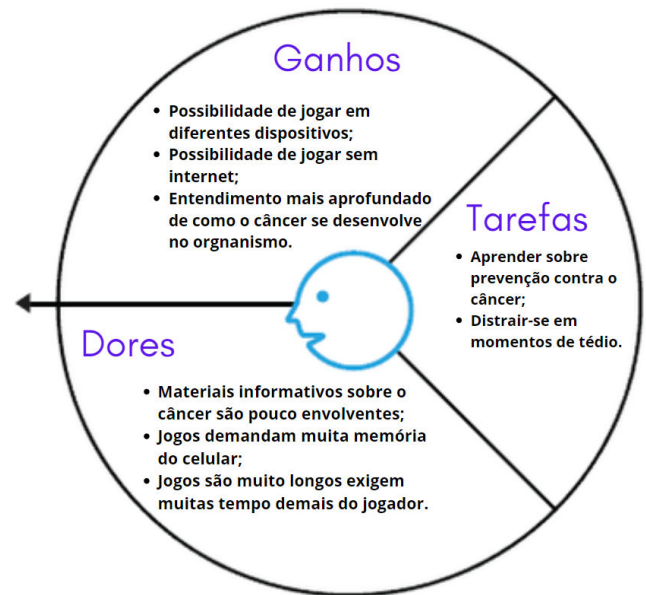 Ganhos
• Possibilidade de jogar em
diferentes dispositivos;
• Possibilidade de jogar sem
internet;
• Entendimento mais aprofundado
de como o câncer se desenvolve
no orgnanismo.
Tarefas
• Aprender sobre
prevenção contra o
câncer;
• Distrair-se em
momentos de tédio.
Dores
• Materiais informativos sobre o
câncer são pouco envolventes;
• Jogos demandam muita memória
do celular;
• Jogos são muito longos exigem
muitas tempo demais do jogador.